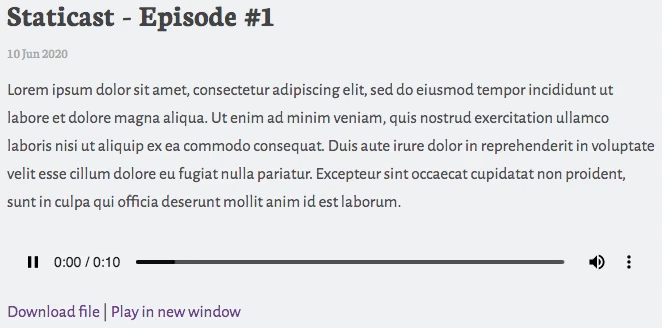 Staticast - Episode #1
10 Jun 2020
Lorem ipsum dolor sit amet, consectetur adipiscing elit, sed do eiusmod tempor incididunt ut
labore et dolore magna aliqua. Ut enim ad minim veniam, quis nostrud exercitation ullamco
laboris nisi ut aliquip ex ea commodo consequat. Duis aute irure dolor in reprehenderit in voluptate
velit esse cillum dolore eu fugiat nulla pariatur. Excepteur sint occaecat cupidatat non proident,
sunt in culpa qui officia deserunt mollit anim id est laborum.
0:00 / 0:10
Download file | Play in new window